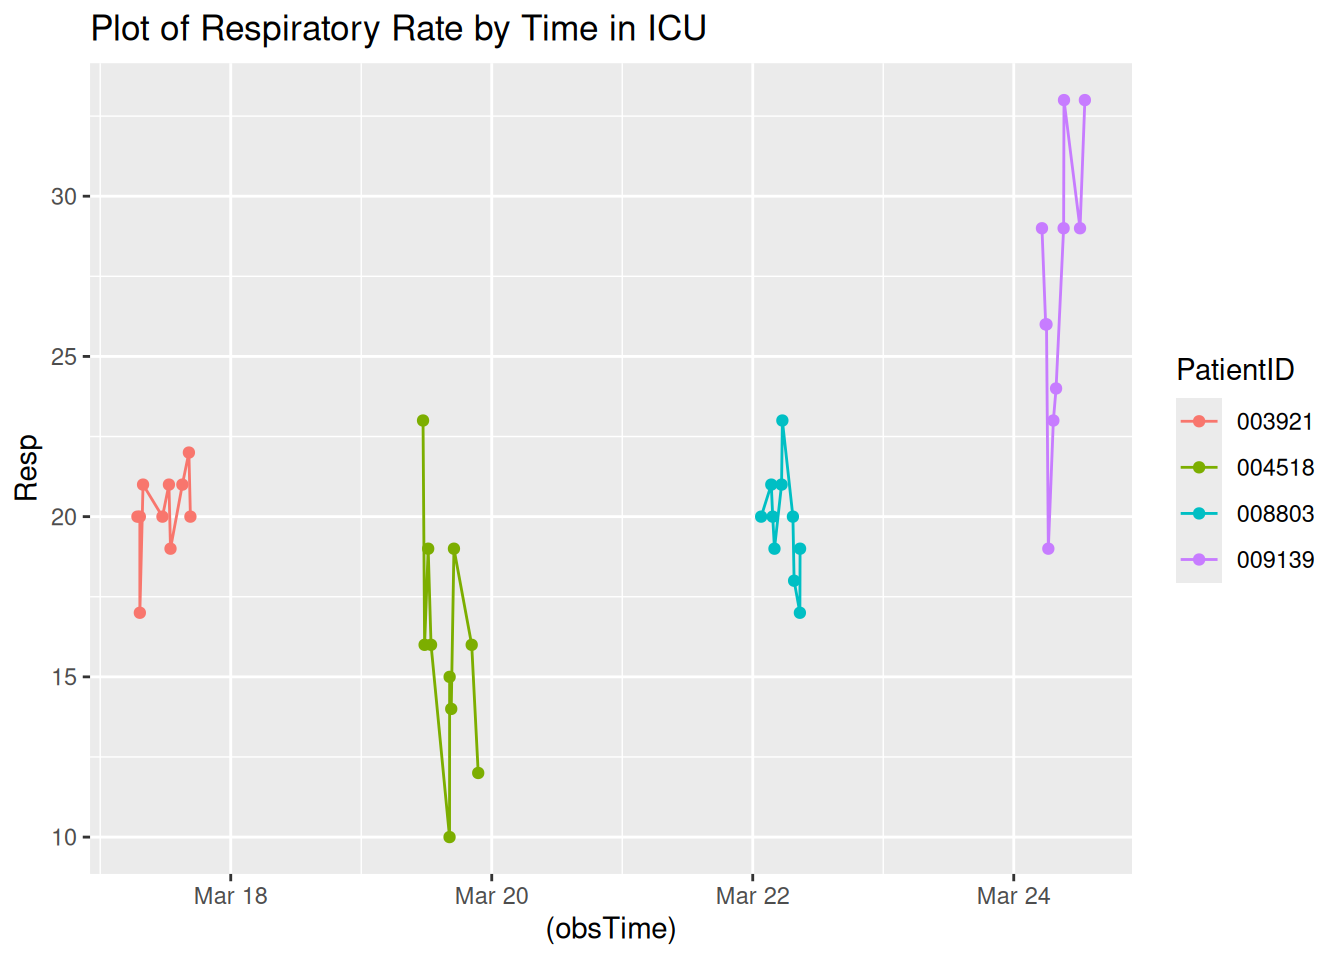 Plot of Respiratory Rate by Time in ICU
Resp
30
25
20
15
10
Mar 18 Mar 20 Mar 22 Mar 24
(obsTime)
PatientID
003921
004518
008803
009139